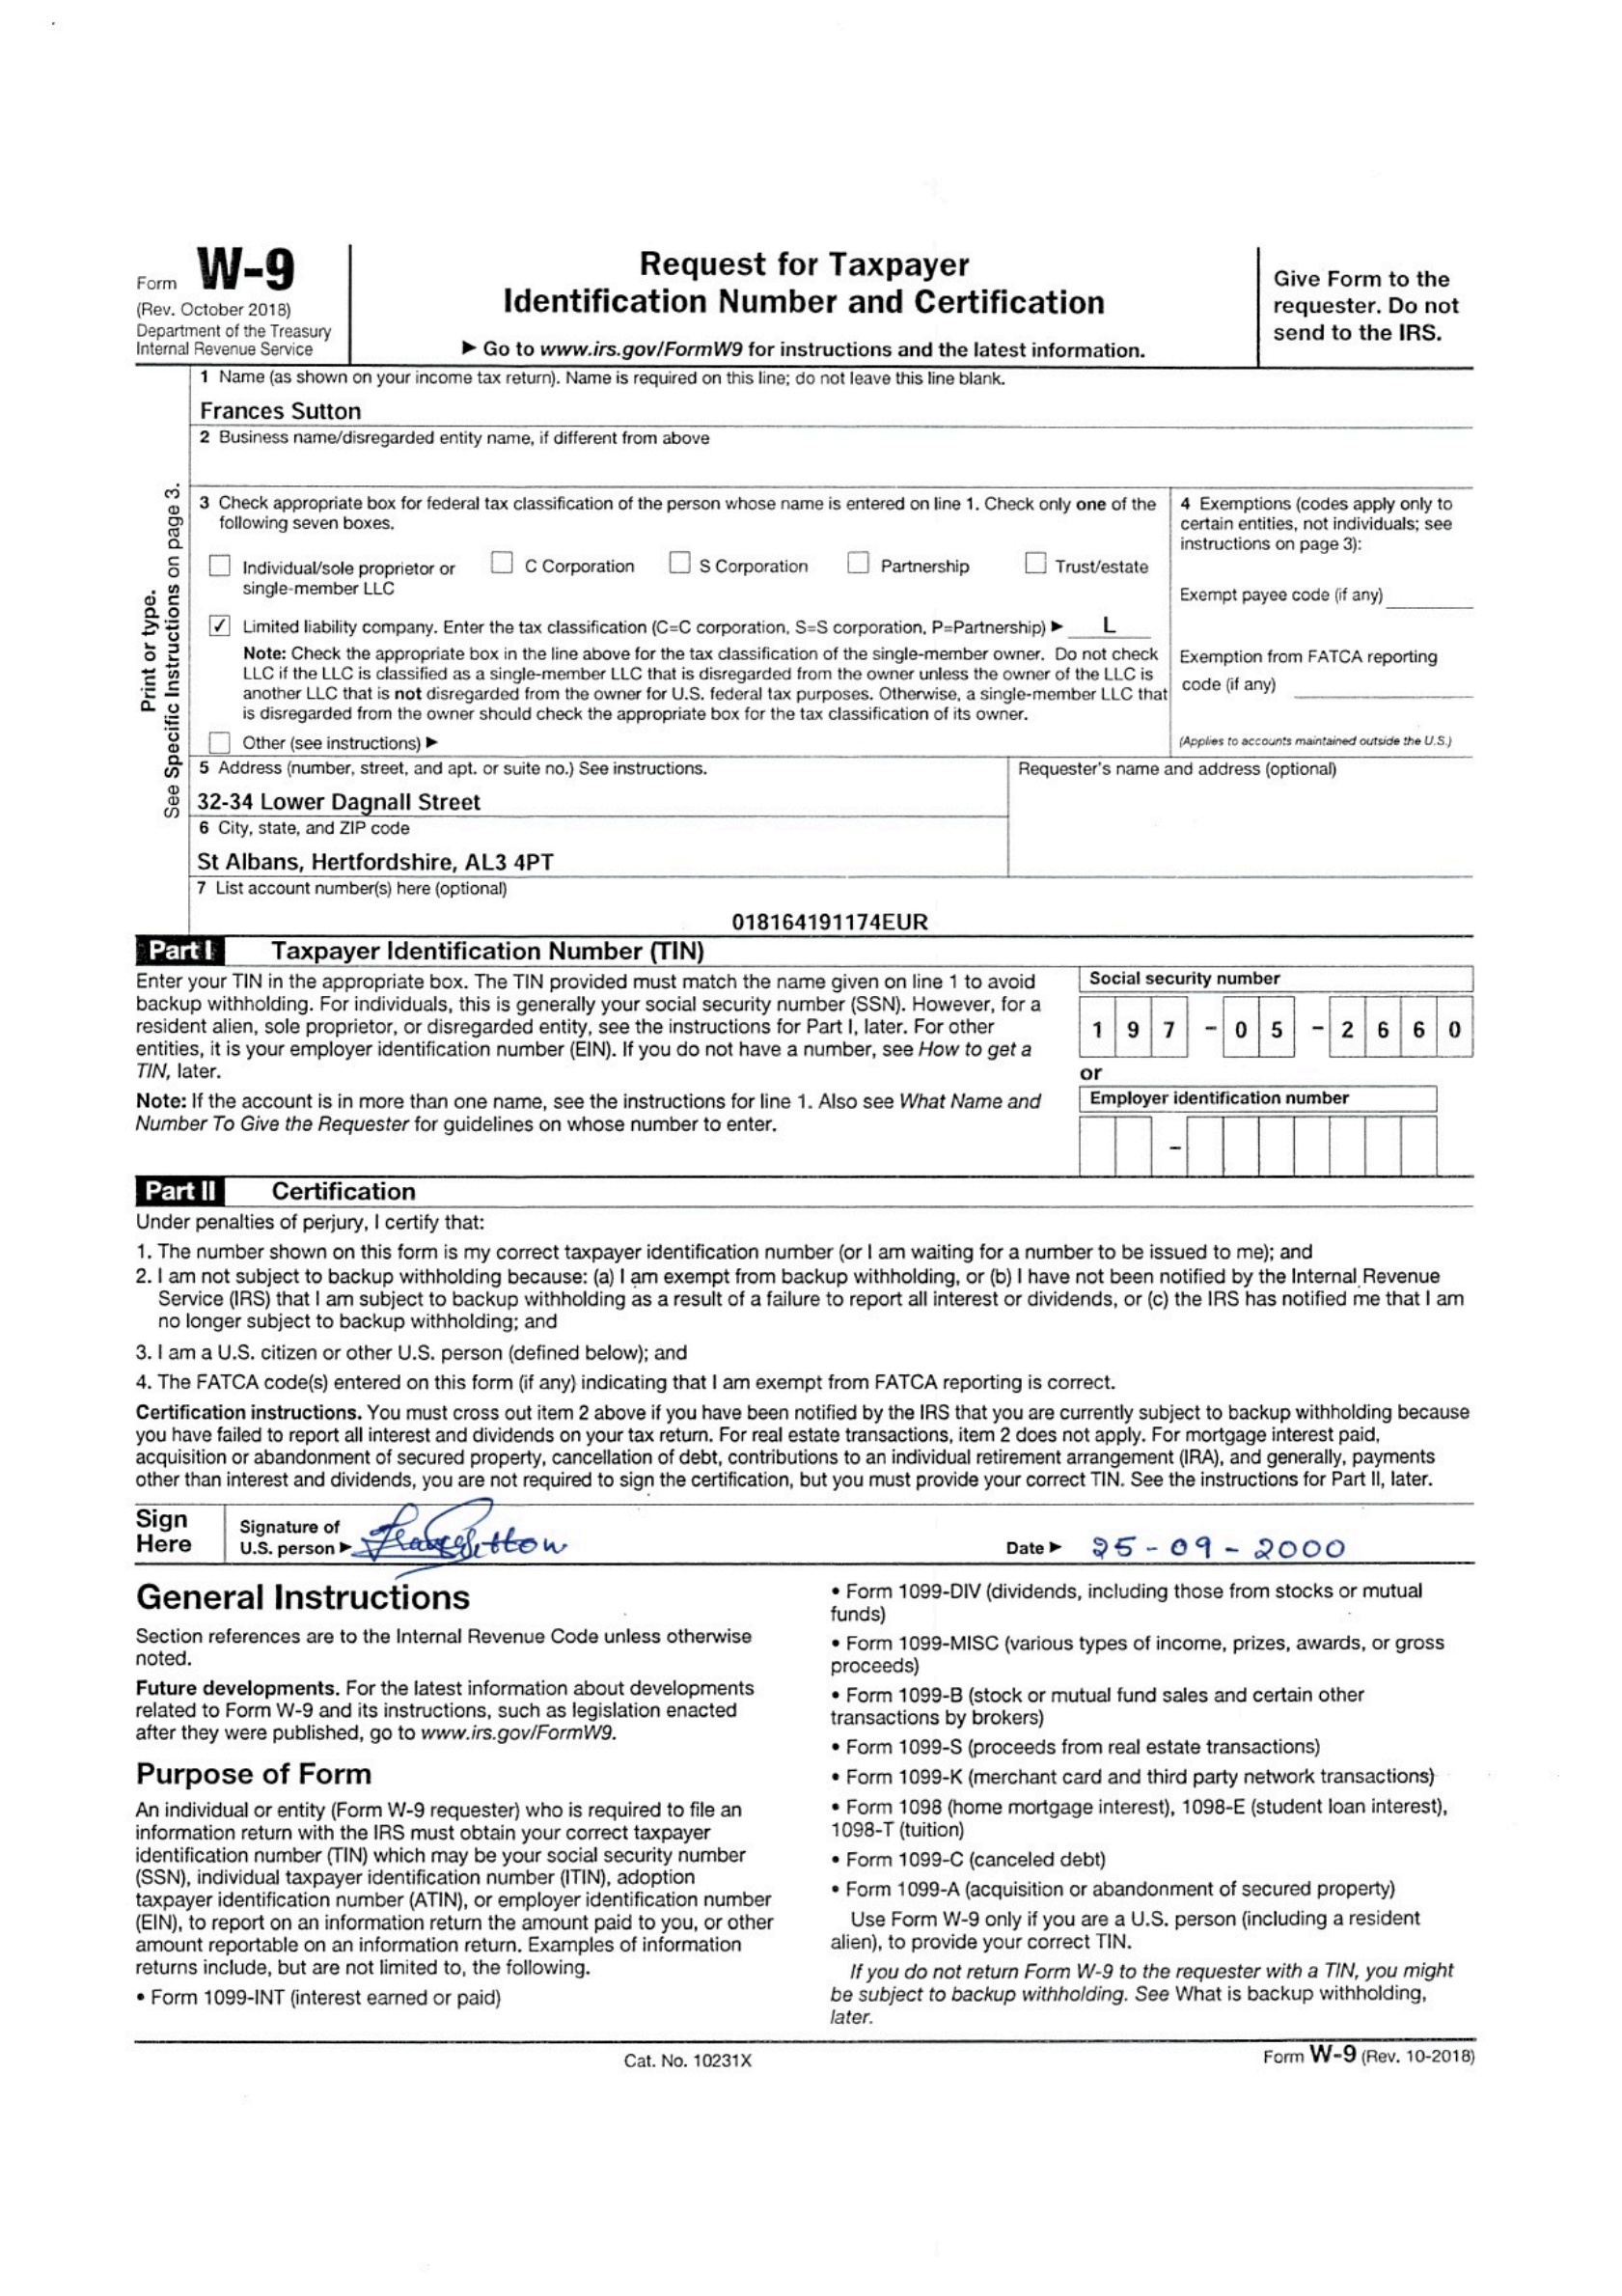 Form W-9
(Rev. October 2018)
Department of the Treasury
Internal Revenue Service
Request for Taxpayer
Identification Number and Certification
▶ Go to www.irs.gov/FormW9 for instructions and the latest information.
Give Form to the
requester. Do not
send to the IRS.
Print or type.
See Specific Instructions on page 3.
1 Name (as shown on your income tax return). Name is required on this line; do not leave this line blank.
Frances Sutton
2 Business name/disregarded entity name, if different from above
3 Check appropriate box for federal tax classification of the person whose name is entered on line 1. Check only one of the
following seven boxes.
Individual/sole proprietor or
single-member LLC
C Corporation
S Corporation
Partnership
Trust/estate
✓ Limited liability company. Enter the tax classification (C=C corporation, S=S corporation, P=Partnership) ▶ L
Note: Check the appropriate box in the line above for the tax classification of the single-member owner. Do not check
LLC if the LLC is classified as a single-member LLC that is disregarded from the owner unless the owner of the LLC is
another LLC that is not disregarded from the owner for U.S. federal tax purposes. Otherwise, a single-member LLC that
is disregarded from the owner should check the appropriate box for the tax classification of its owner.
Other (see instructions) ▶
4 Exemptions (codes apply only to
certain entities, not individuals; see
instructions on page 3):
Exempt payee code (if any)
Exemption from FATCA reporting
code (if any)
(Applies to accounts maintained outside the U.S.)
5 Address (number, street, and apt. or suite no.) See instructions.
32-34 Lower Dagnall Street
6 City, state, and ZIP code
St Albans, Hertfordshire, AL3 4PT
Requester's name and address (optional)
7 List account number(s) here (optional)
018164191174EUR
Part I Taxpayer Identification Number (TIN)
Enter your TIN in the appropriate box. The TIN provided must match the name given on line 1 to avoid
backup withholding. For individuals, this is generally your social security number (SSN). However, for a
resident alien, sole proprietor, or disregarded entity, see the instructions for Part I, later. For other
entities, it is your employer identification number (EIN). If you do not have a number, see How to get a
TIN, later.
Note: If the account is in more than one name, see the instructions for line 1. Also see What Name and
Number To Give the Requester for guidelines on whose number to enter.
Social security number
1 9 7 - 0 5 - 2 6 6 0
or
Employer identification number
-
Part II Certification
Under penalties of perjury, I certify that:
1. The number shown on this form is my correct taxpayer identification number (or I am waiting for a number to be issued to me); and
2. I am not subject to backup withholding because: (a) I am exempt from backup withholding, or (b) I have not been notified by the Internal Revenue
Service (IRS) that I am subject to backup withholding as a result of a failure to report all interest or dividends, or (c) the IRS has notified me that I am
no longer subject to backup withholding; and
3. I am a U.S. citizen or other U.S. person (defined below); and
4. The FATCA code(s) entered on this form (if any) indicating that I am exempt from FATCA reporting is correct.
Certification instructions. You must cross out item 2 above if you have been notified by the IRS that you are currently subject to backup withholding because
you have failed to report all interest and dividends on your tax return. For real estate transactions, item 2 does not apply. For mortgage interest paid,
acquisition or abandonment of secured property, cancellation of debt, contributions to an individual retirement arrangement (IRA), and generally, payments
other than interest and dividends, you are not required to sign the certification, but you must provide your correct TIN. See the instructions for Part II, later.
Sign
Here
Signature of
U.S. person ▶
Date ▶ 25-09-2000
General Instructions
Section references are to the Internal Revenue Code unless otherwise
noted.
Future developments. For the latest information about developments
related to Form W-9 and its instructions, such as legislation enacted
after they were published, go to www.irs.gov/FormW9.
Purpose of Form
An individual or entity (Form W-9 requester) who is required to file an
information return with the IRS must obtain your correct taxpayer
identification number (TIN) which may be your social security number
(SSN), individual taxpayer identification number (ITIN), adoption
taxpayer identification number (ATIN), or employer identification number
(EIN), to report on an information return the amount paid to you, or other
amount reportable on an information return. Examples of information
returns include, but are not limited to, the following.
• Form 1099-INT (interest earned or paid)
• Form 1099-DIV (dividends, including those from stocks or mutual
funds)
• Form 1099-MISC (various types of income, prizes, awards, or gross
proceeds)
• Form 1099-B (stock or mutual fund sales and certain other
transactions by brokers)
• Form 1099-S (proceeds from real estate transactions)
• Form 1099-K (merchant card and third party network transactions)
• Form 1098 (home mortgage interest), 1098-E (student loan interest),
1098-T (tuition)
• Form 1099-C (canceled debt)
• Form 1099-A (acquisition or abandonment of secured property)
Use Form W-9 only if you are a U.S. person (including a resident
alien), to provide your correct TIN.
If you do not return Form W-9 to the requester with a TIN, you might
be subject to backup withholding. See What is backup withholding,
later.
Cat. No. 10231X
Form W-9 (Rev. 10-2018)